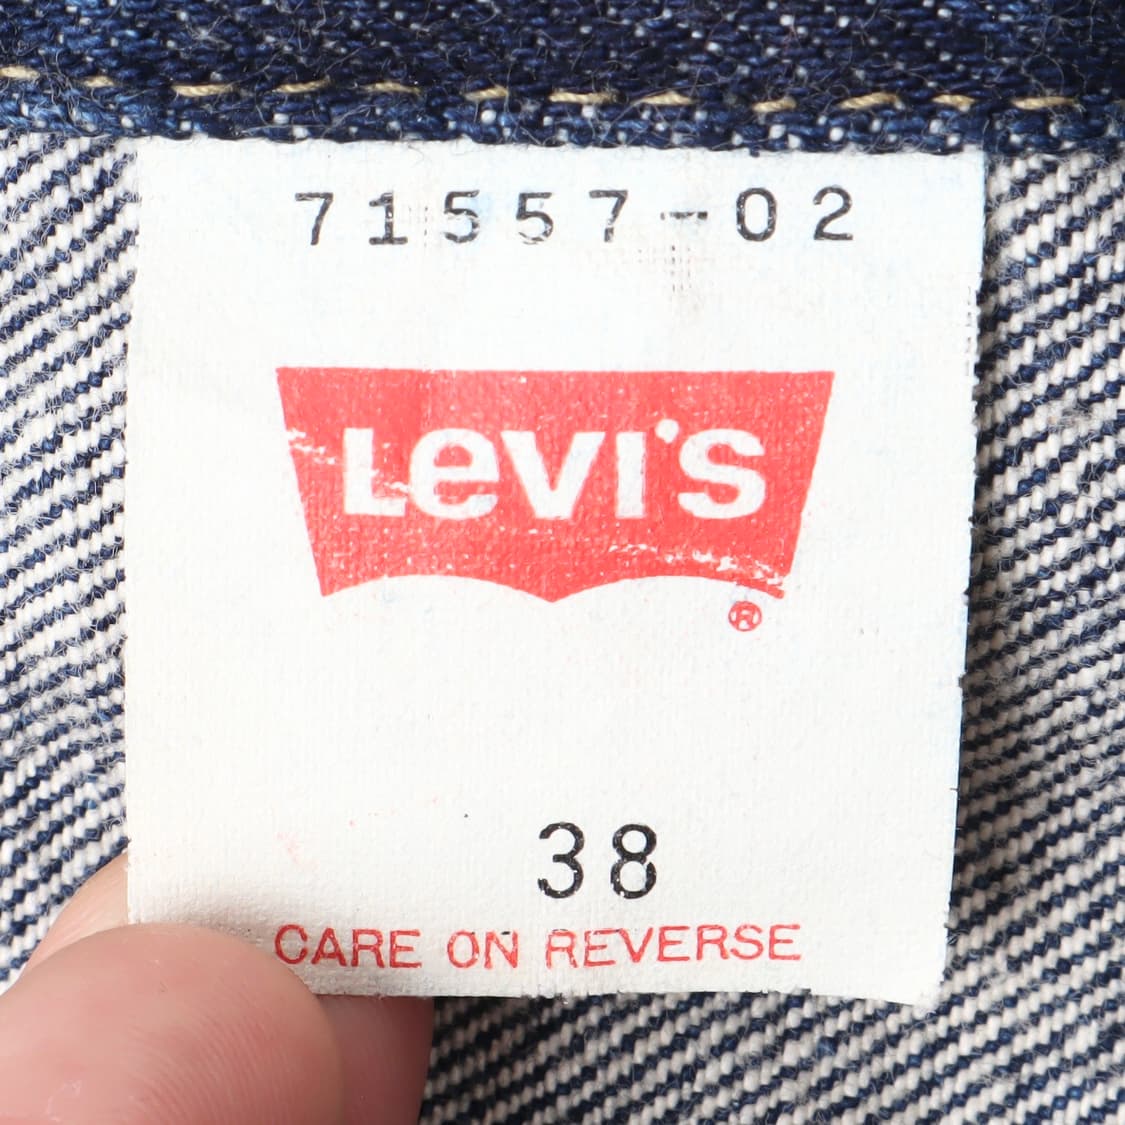 71557-02
Levi's
®
38
CARE ON REVERSE